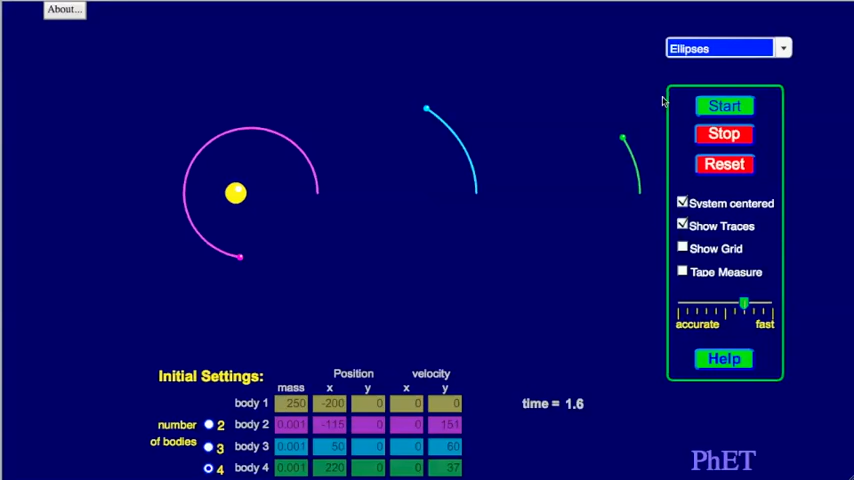 About...
Ellipses
Start
Stop
Reset
System centered
Show Traces
Show Grid
Tape Measure
accurate fast
Help
Initial Settings:
Position velocity
mass x y x y
body 1 250 -200 0 0 0
number of bodies
2 body 2 0.001 -115 0 0 151
3 body 3 0.001 50 0 0 60
4 body 4 0.001 220 0 0 37
time = 1.6
PhET